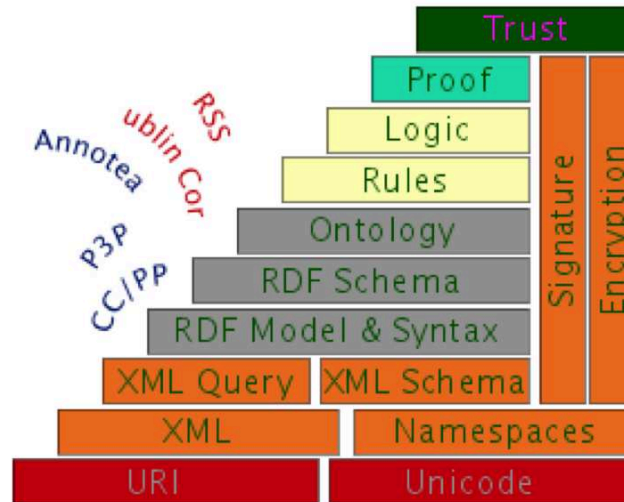 Trust
Proof
RSS
ublin Cor
Annotea
Logic
Rules
P3P
Ontology
CC/PP
RDF Schema
RDF Model & Syntax
Signature
Encryption
XML Query
XML Schema
XML
Namespaces
URI
Unicode